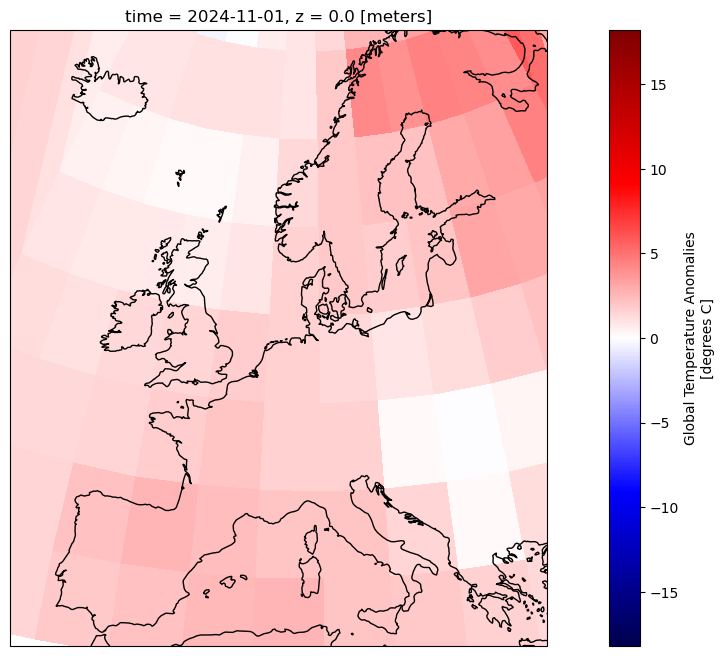 time = 2024-11-01, z = 0.0 [meters]
15
10
5
0
−5
−10
−15
Global Temperature Anomalies
[degrees C]